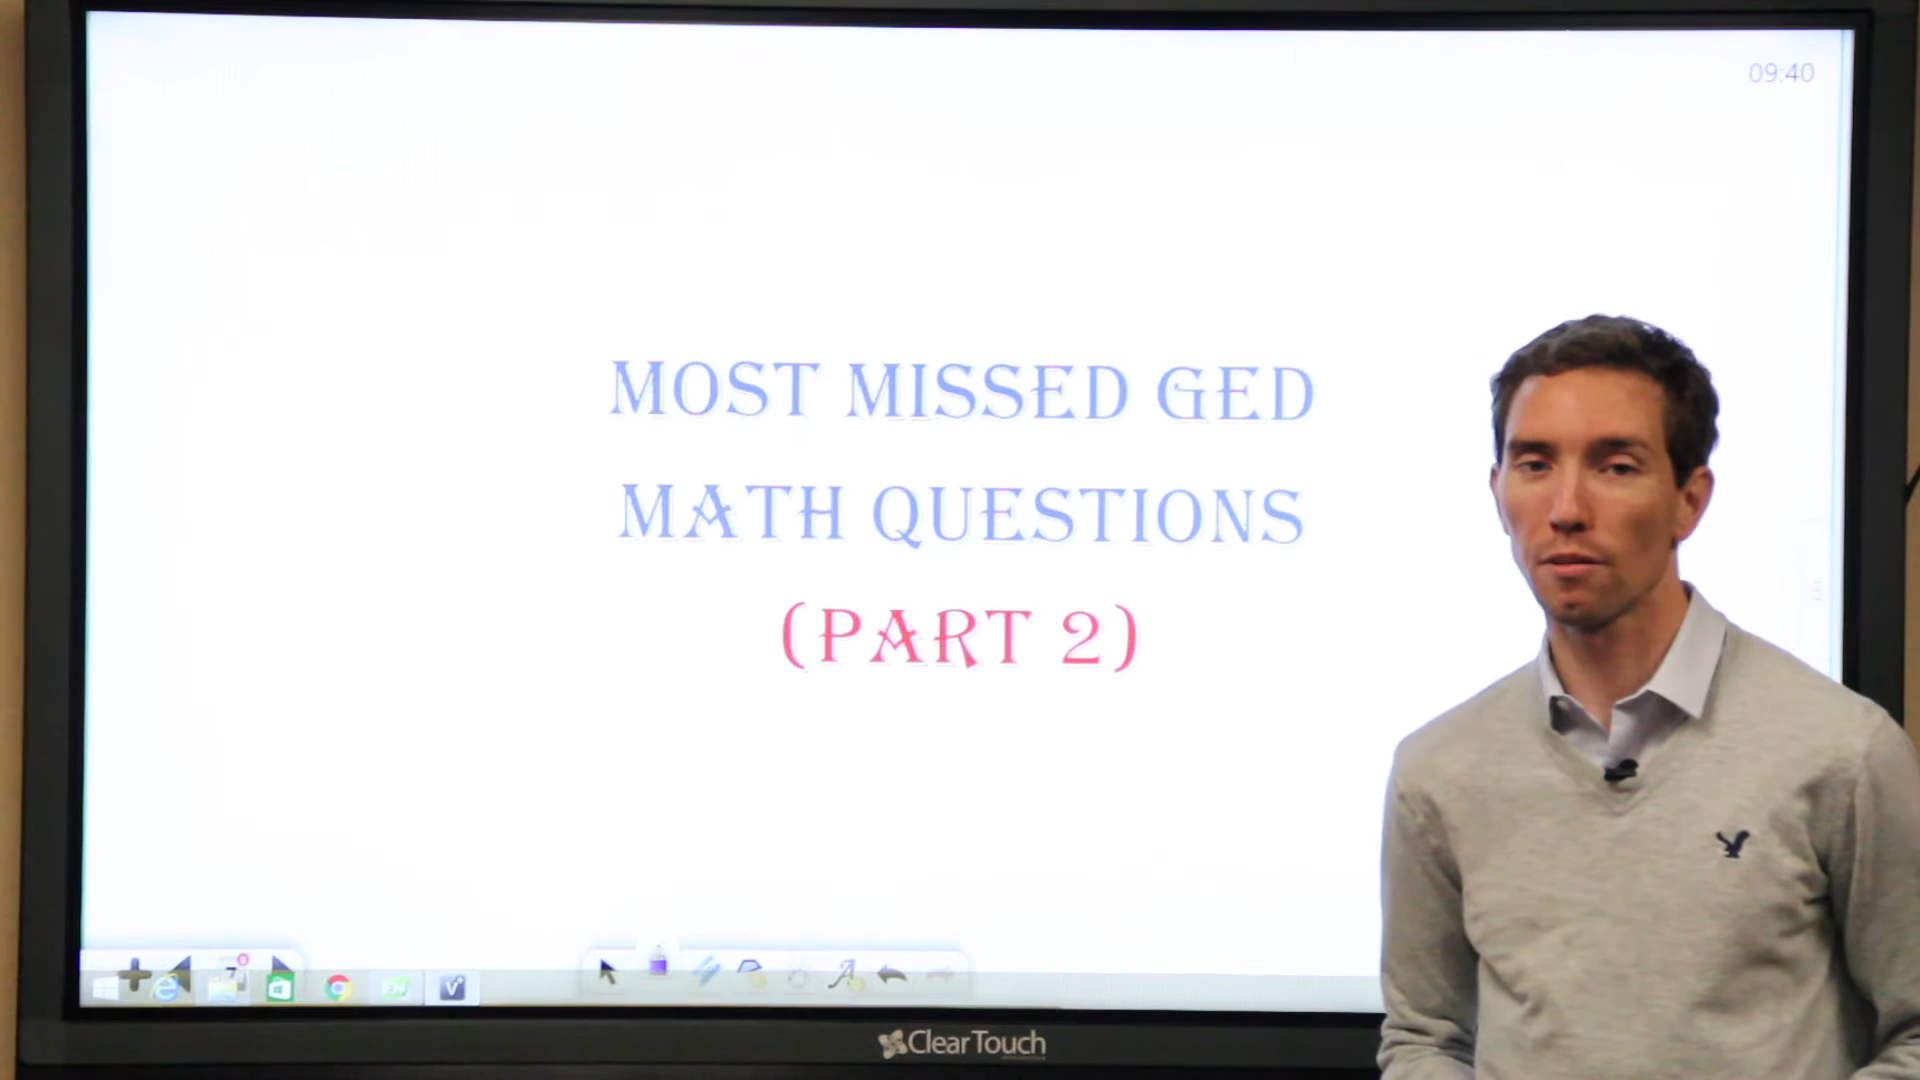 09:40
MOST MISSED GED
MATH QUESTIONS
(PART 2)
ClearTouch